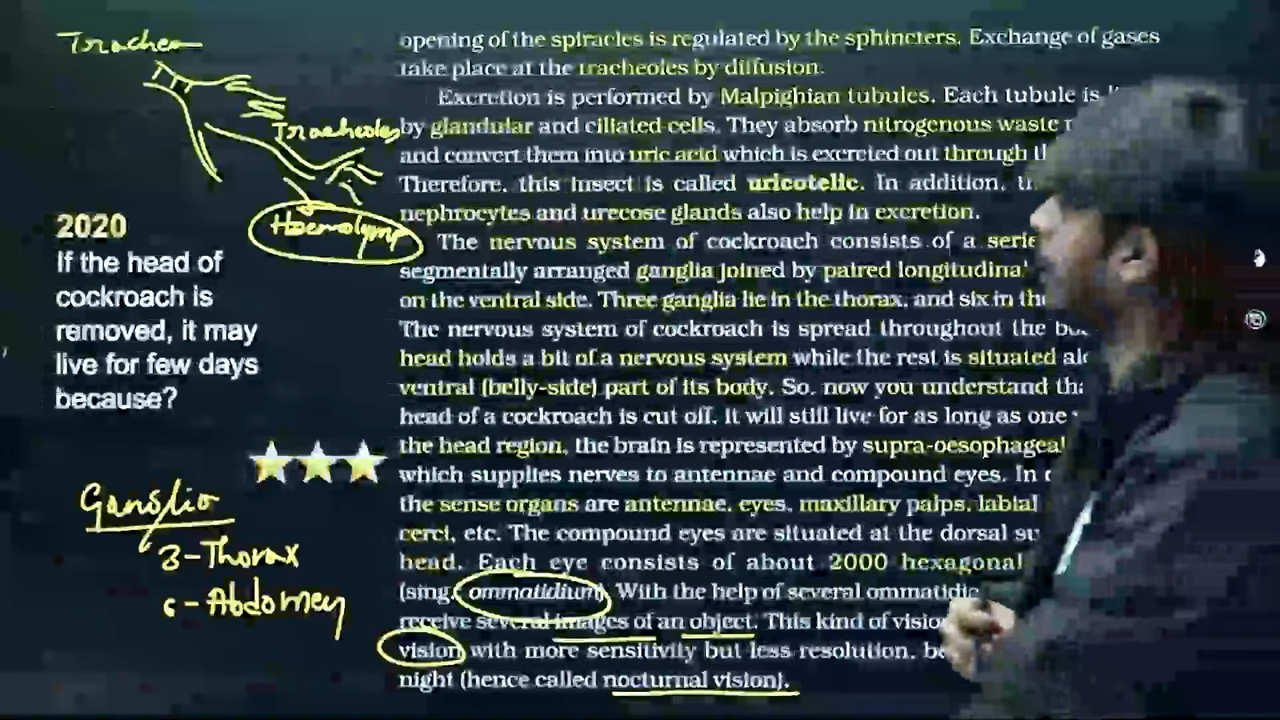 Trachea
Tracheoles
Haemolymp
2020
If the head of
cockroach is
removed, it may
live for few days
because?
Ganglio
3-Thorax
6-Abdomen
opening of the spiracles is regulated by the sphincters. Exchange of gases
take place at the tracheoles by diffusion.
Excretion is performed by Malpighian tubules. Each tubule is
by glandular and ciliated cells. They absorb nitrogenous waste
and convert them into uric acid which is excreted out through
Therefore, this insect is called uricotelic. In addition,
nephrocytes and urecose glands also help in excretion.
The nervous system of cockroach consists of a serie
segmentally arranged ganglia joined by paired longitudinal
on the ventral side. Three ganglia lie in the thorax, and six in
The nervous system of cockroach is spread throughout the
head holds a bit of a nervous system while the rest is situated
ventral (belly-side) part of its body. So, now you understand
head of a cockroach is cut off, it will still live for as long as one
the head region, the brain is represented by supra-oesophageal
which supplies nerves to antennae and compound eyes. In
the sense organs are antennae, eyes, maxillary palps, labial
cerci, etc. The compound eyes are situated at the dorsal
head. Each eye consists of about 2000 hexagonal
(sing. ommatidium). With the help of several ommatidia
receive several images of an object. This kind of
vision with more sensitivity but less resolution,
night (hence called nocturnal vision).